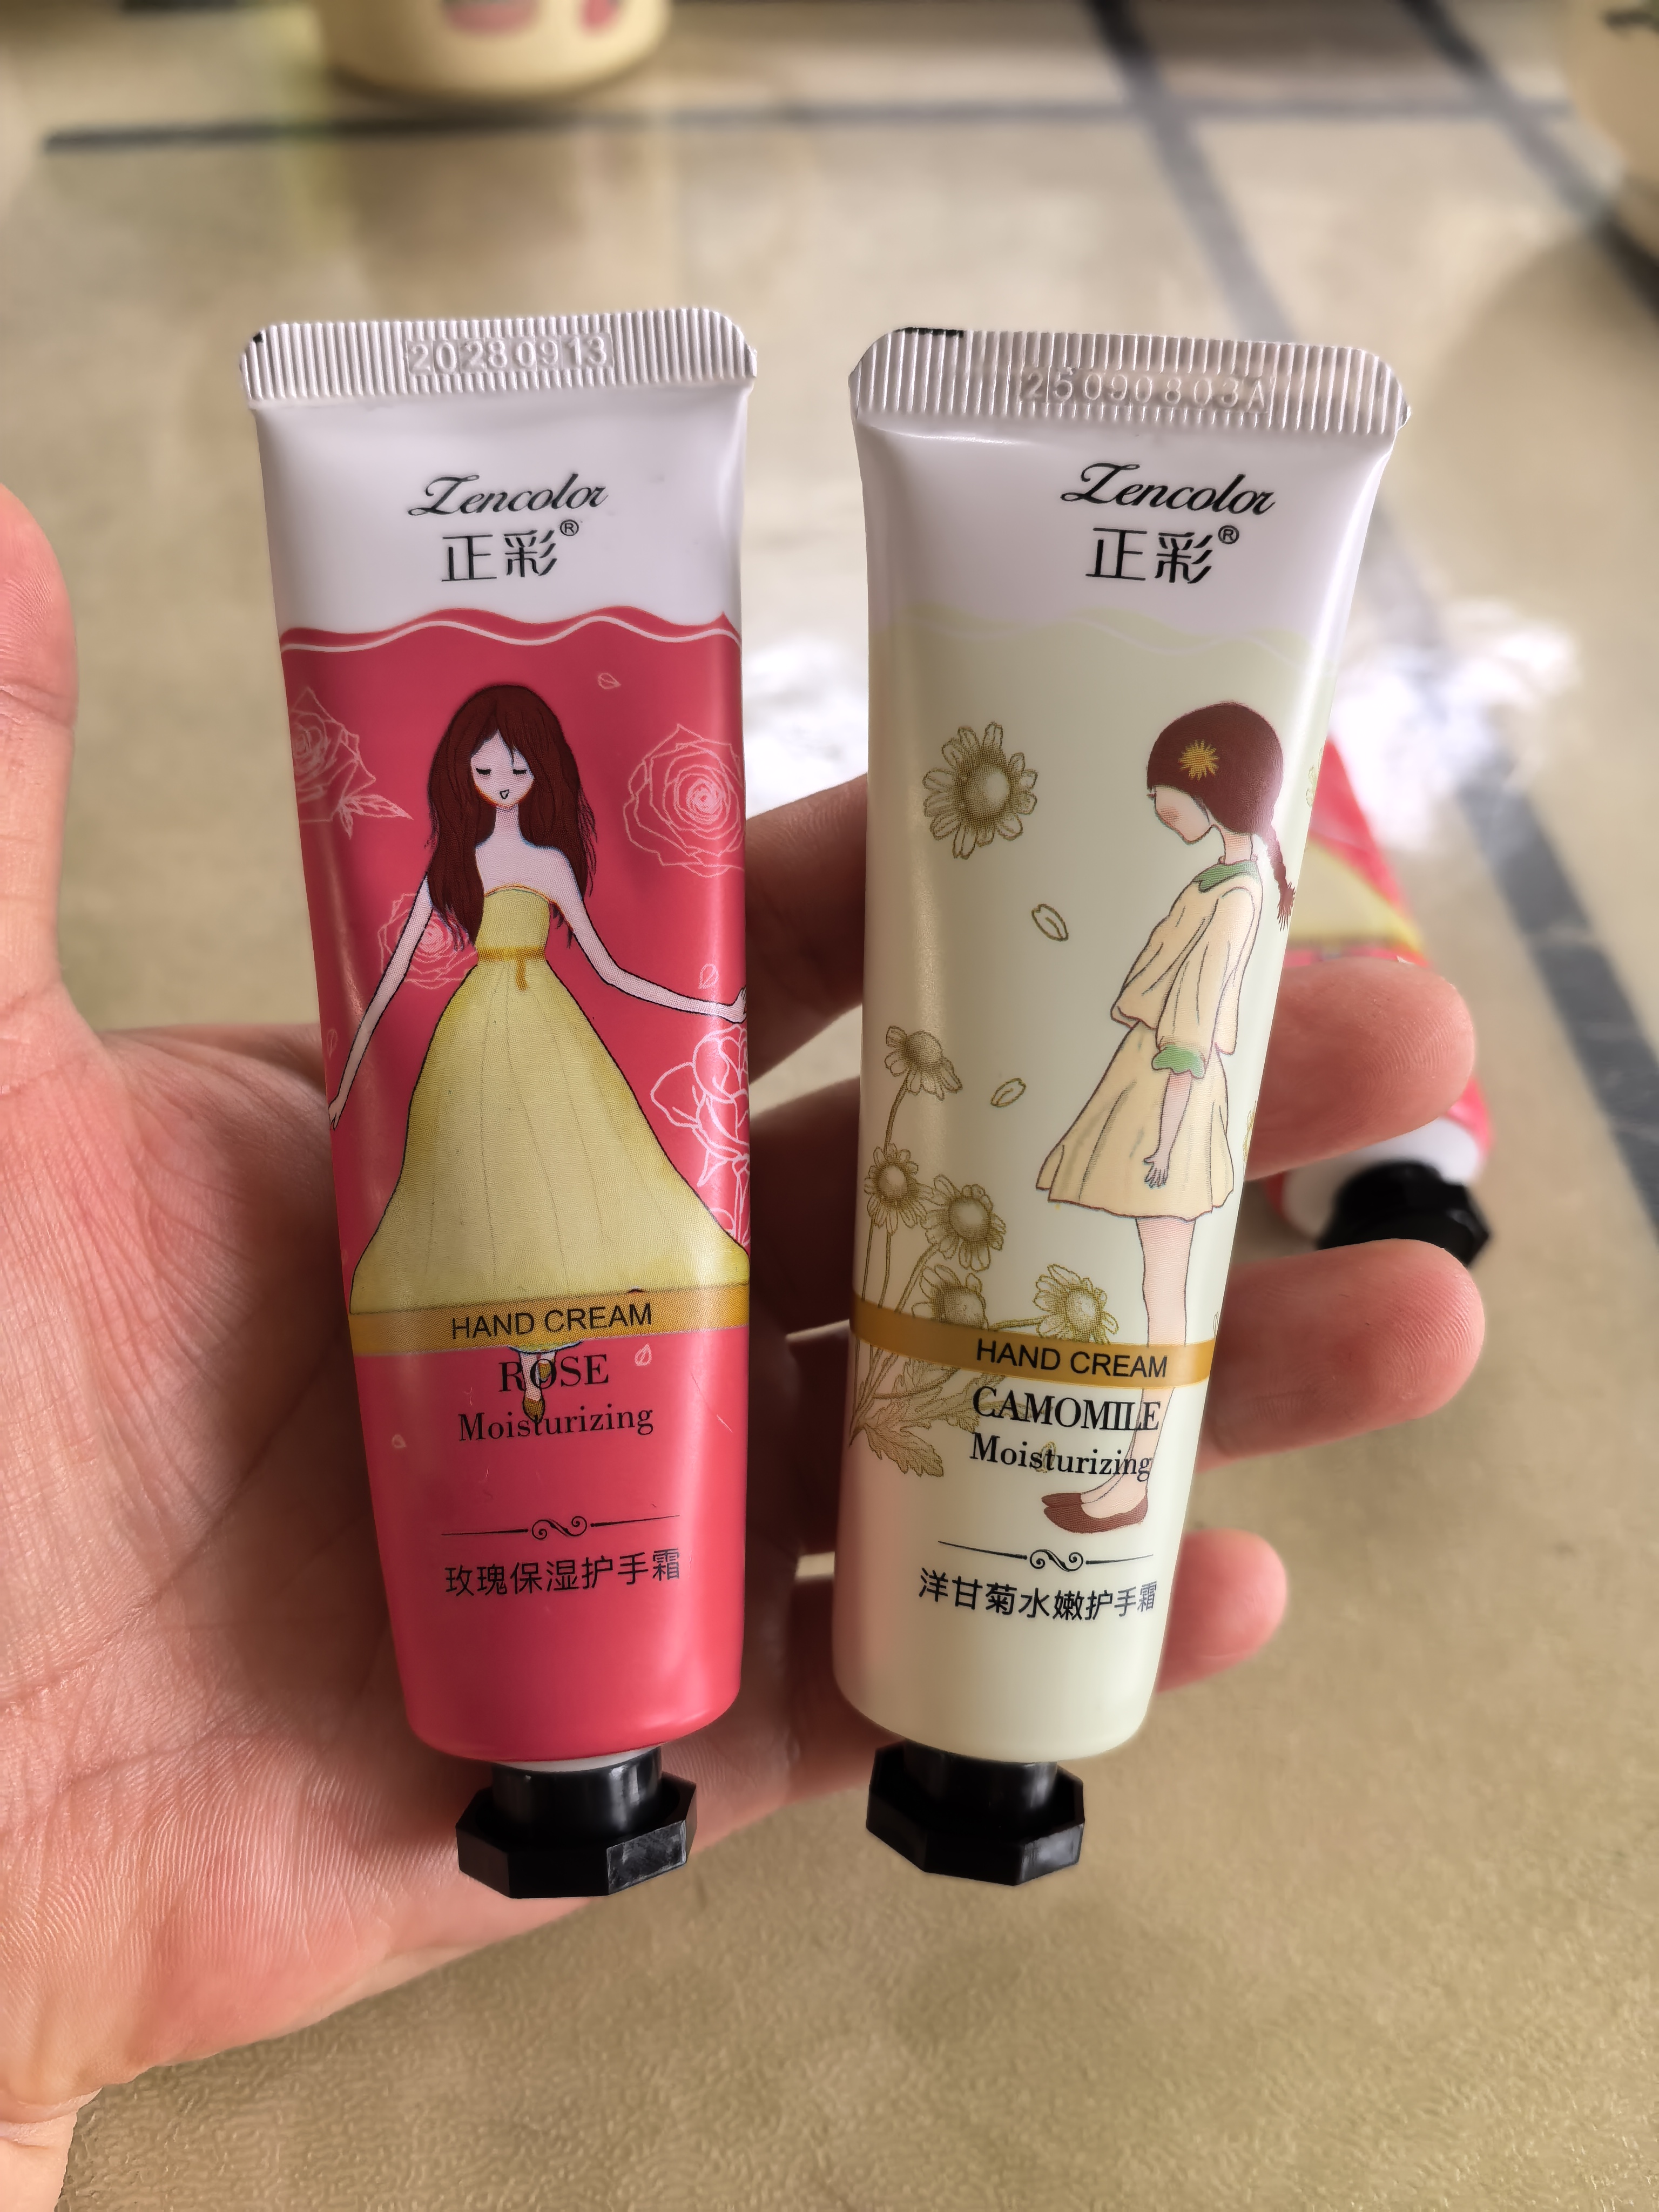 20280913
Zencolor
正彩®
HAND CREAM
ROSE
Moisturizing
玫瑰保湿护手霜
25090803A
Zencolor
正彩®
HAND CREAM
CAMOMILE
Moisturizing
洋甘菊水嫩护手霜